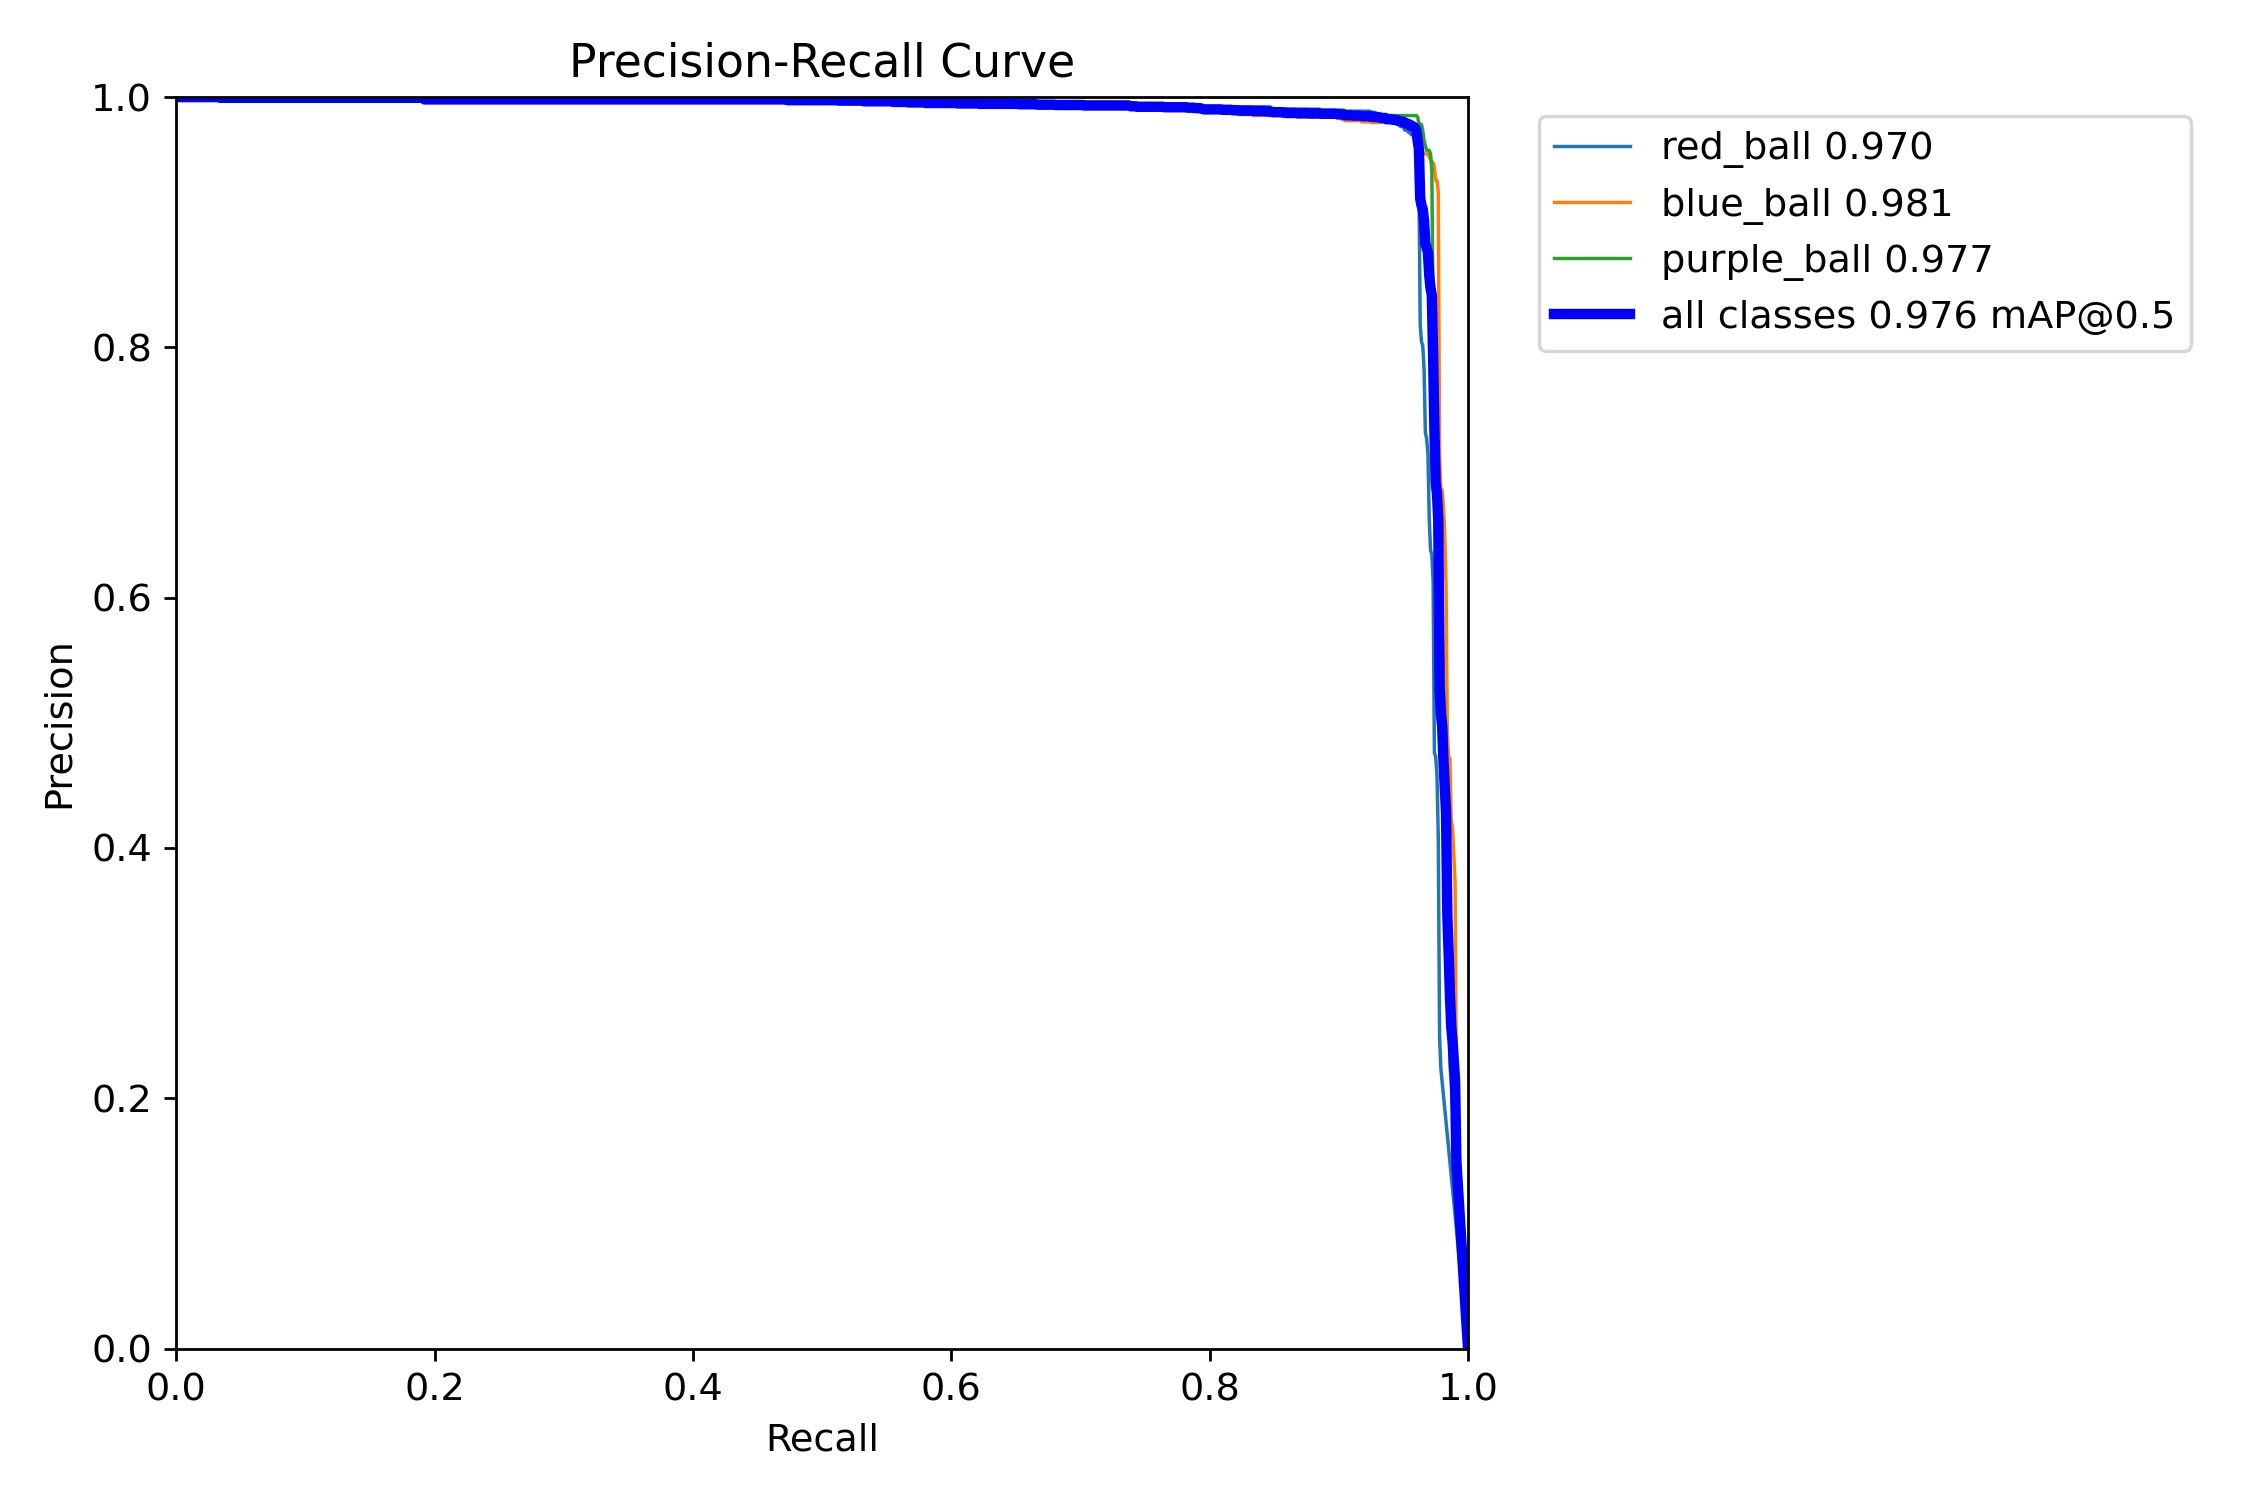 Precision-Recall Curve
1.0
0.8
0.6
0.4
0.2
0.0
Precision
0.0 0.2 0.4 0.6 0.8 1.0
Recall
red_ball 0.970
blue_ball 0.981
purple_ball 0.977
all classes 0.976 mAP@0.5